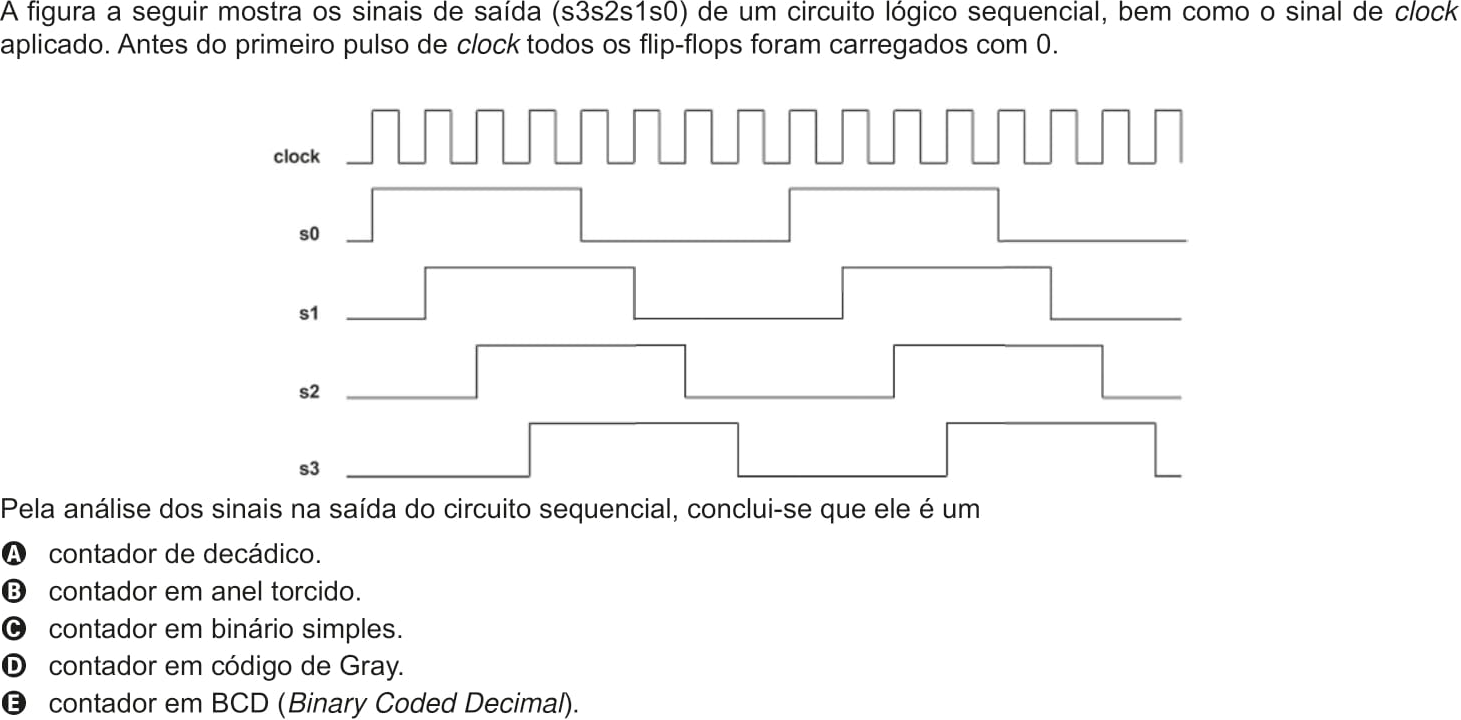 A figura a seguir mostra os sinais de saída (s3s2s1s0) de um circuito lógico sequencial, bem como o sinal de clock
aplicado. Antes do primeiro pulso de clock todos os flip-flops foram carregados com 0.
clock
s0
s1
s2
s3
Pela análise dos sinais na saída do circuito sequencial, conclui-se que ele é um
A contador de decádico.
B contador em anel torcido.
C contador em binário simples.
D contador em código de Gray.
E contador em BCD (Binary Coded Decimal).